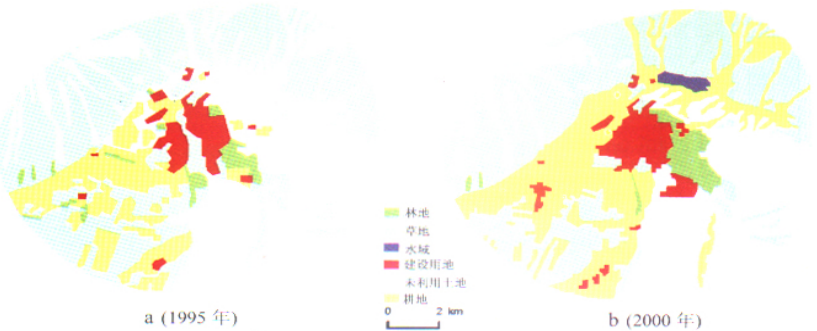 林地
草地
水域
建设用地
未利用土地
耕地
0 2 km
a (1995 年)
b (2000 年)